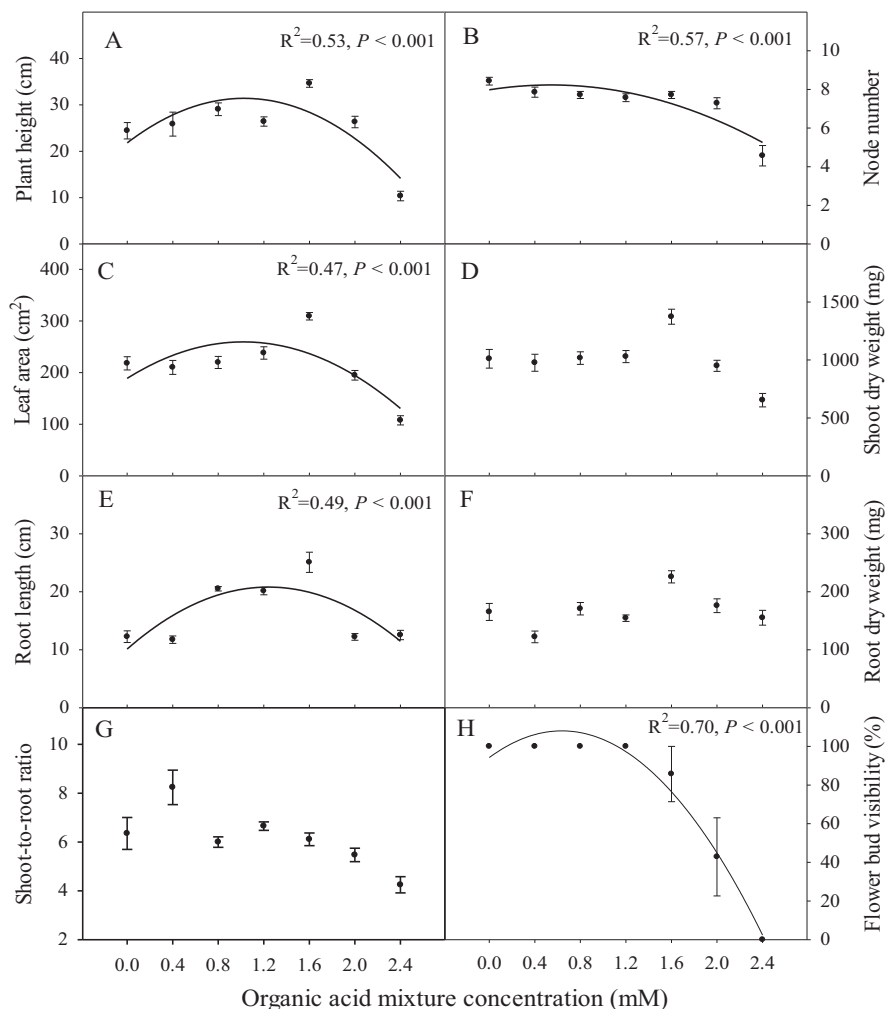 A
R²=0.53, P < 0.001
40
30
20
10
0
Plant height (cm)
B
R²=0.57, P < 0.001
10
8
6
4
2
0
Node number
C
R²=0.47, P < 0.001
400
300
200
100
0
Leaf area (cm²)
D
1500
1000
500
0
Shoot dry weight (mg)
E
R²=0.49, P < 0.001
30
20
10
0
Root length (cm)
F
300
200
100
0
Root dry weight (mg)
G
10
8
6
4
2
Shoot-to-root ratio
H
R²=0.70, P < 0.001
100
80
60
40
20
0
Flower bud visibility (%)
0.0 0.4 0.8 1.2 1.6 2.0 2.4
0.0 0.4 0.8 1.2 1.6 2.0 2.4
Organic acid mixture concentration (mM)